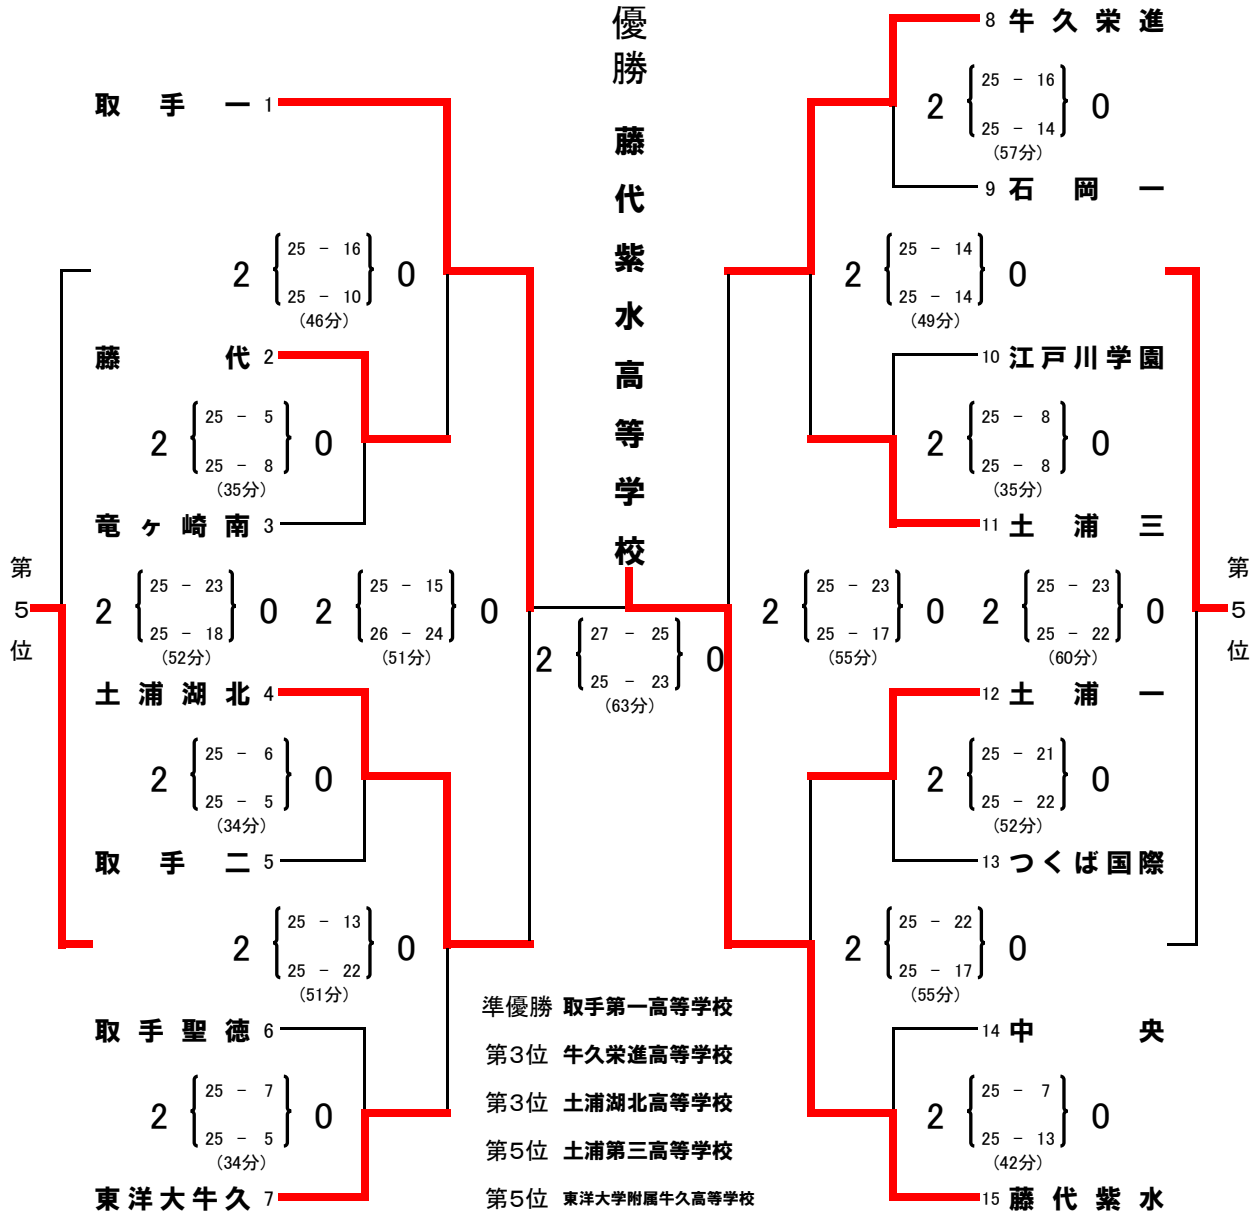 優勝 藤代紫水高等学校
取手一 1
2 25 - 16 0
25 - 10
(46分)
藤代 2
2 25 - 5 0
25 - 8
(35分)
竜ヶ崎南 3
第5位
2 25 - 23 0
25 - 18
(52分)
2 25 - 15 0
26 - 24
(51分)
土浦湖北 4
2 25 - 6 0
25 - 5
(34分)
取手二 5
2 25 - 13 0
25 - 22
(51分)
取手聖徳 6
2 25 - 7 0
25 - 5
(34分)
東洋大牛久 7
2 27 - 25 0
25 - 23
(63分)
8 牛久栄進
2 25 - 16 0
25 - 14
(57分)
9 石岡一
2 25 - 14 0
25 - 14
(49分)
10 江戸川学園
2 25 - 8 0
25 - 8
(35分)
11 土浦三
2 25 - 23 0
25 - 17
(55分)
2 25 - 23 0
25 - 22
(60分)
第5位
12 土浦一
2 25 - 21 0
25 - 22
(52分)
13 つくば国際
2 25 - 22 0
25 - 17
(55分)
14 中央
2 25 - 7 0
25 - 13
(42分)
15 藤代紫水
準優勝 取手第一高等学校
第3位 牛久栄進高等学校
第3位 土浦湖北高等学校
第5位 土浦第三高等学校
第5位 東洋大学附属牛久高等学校